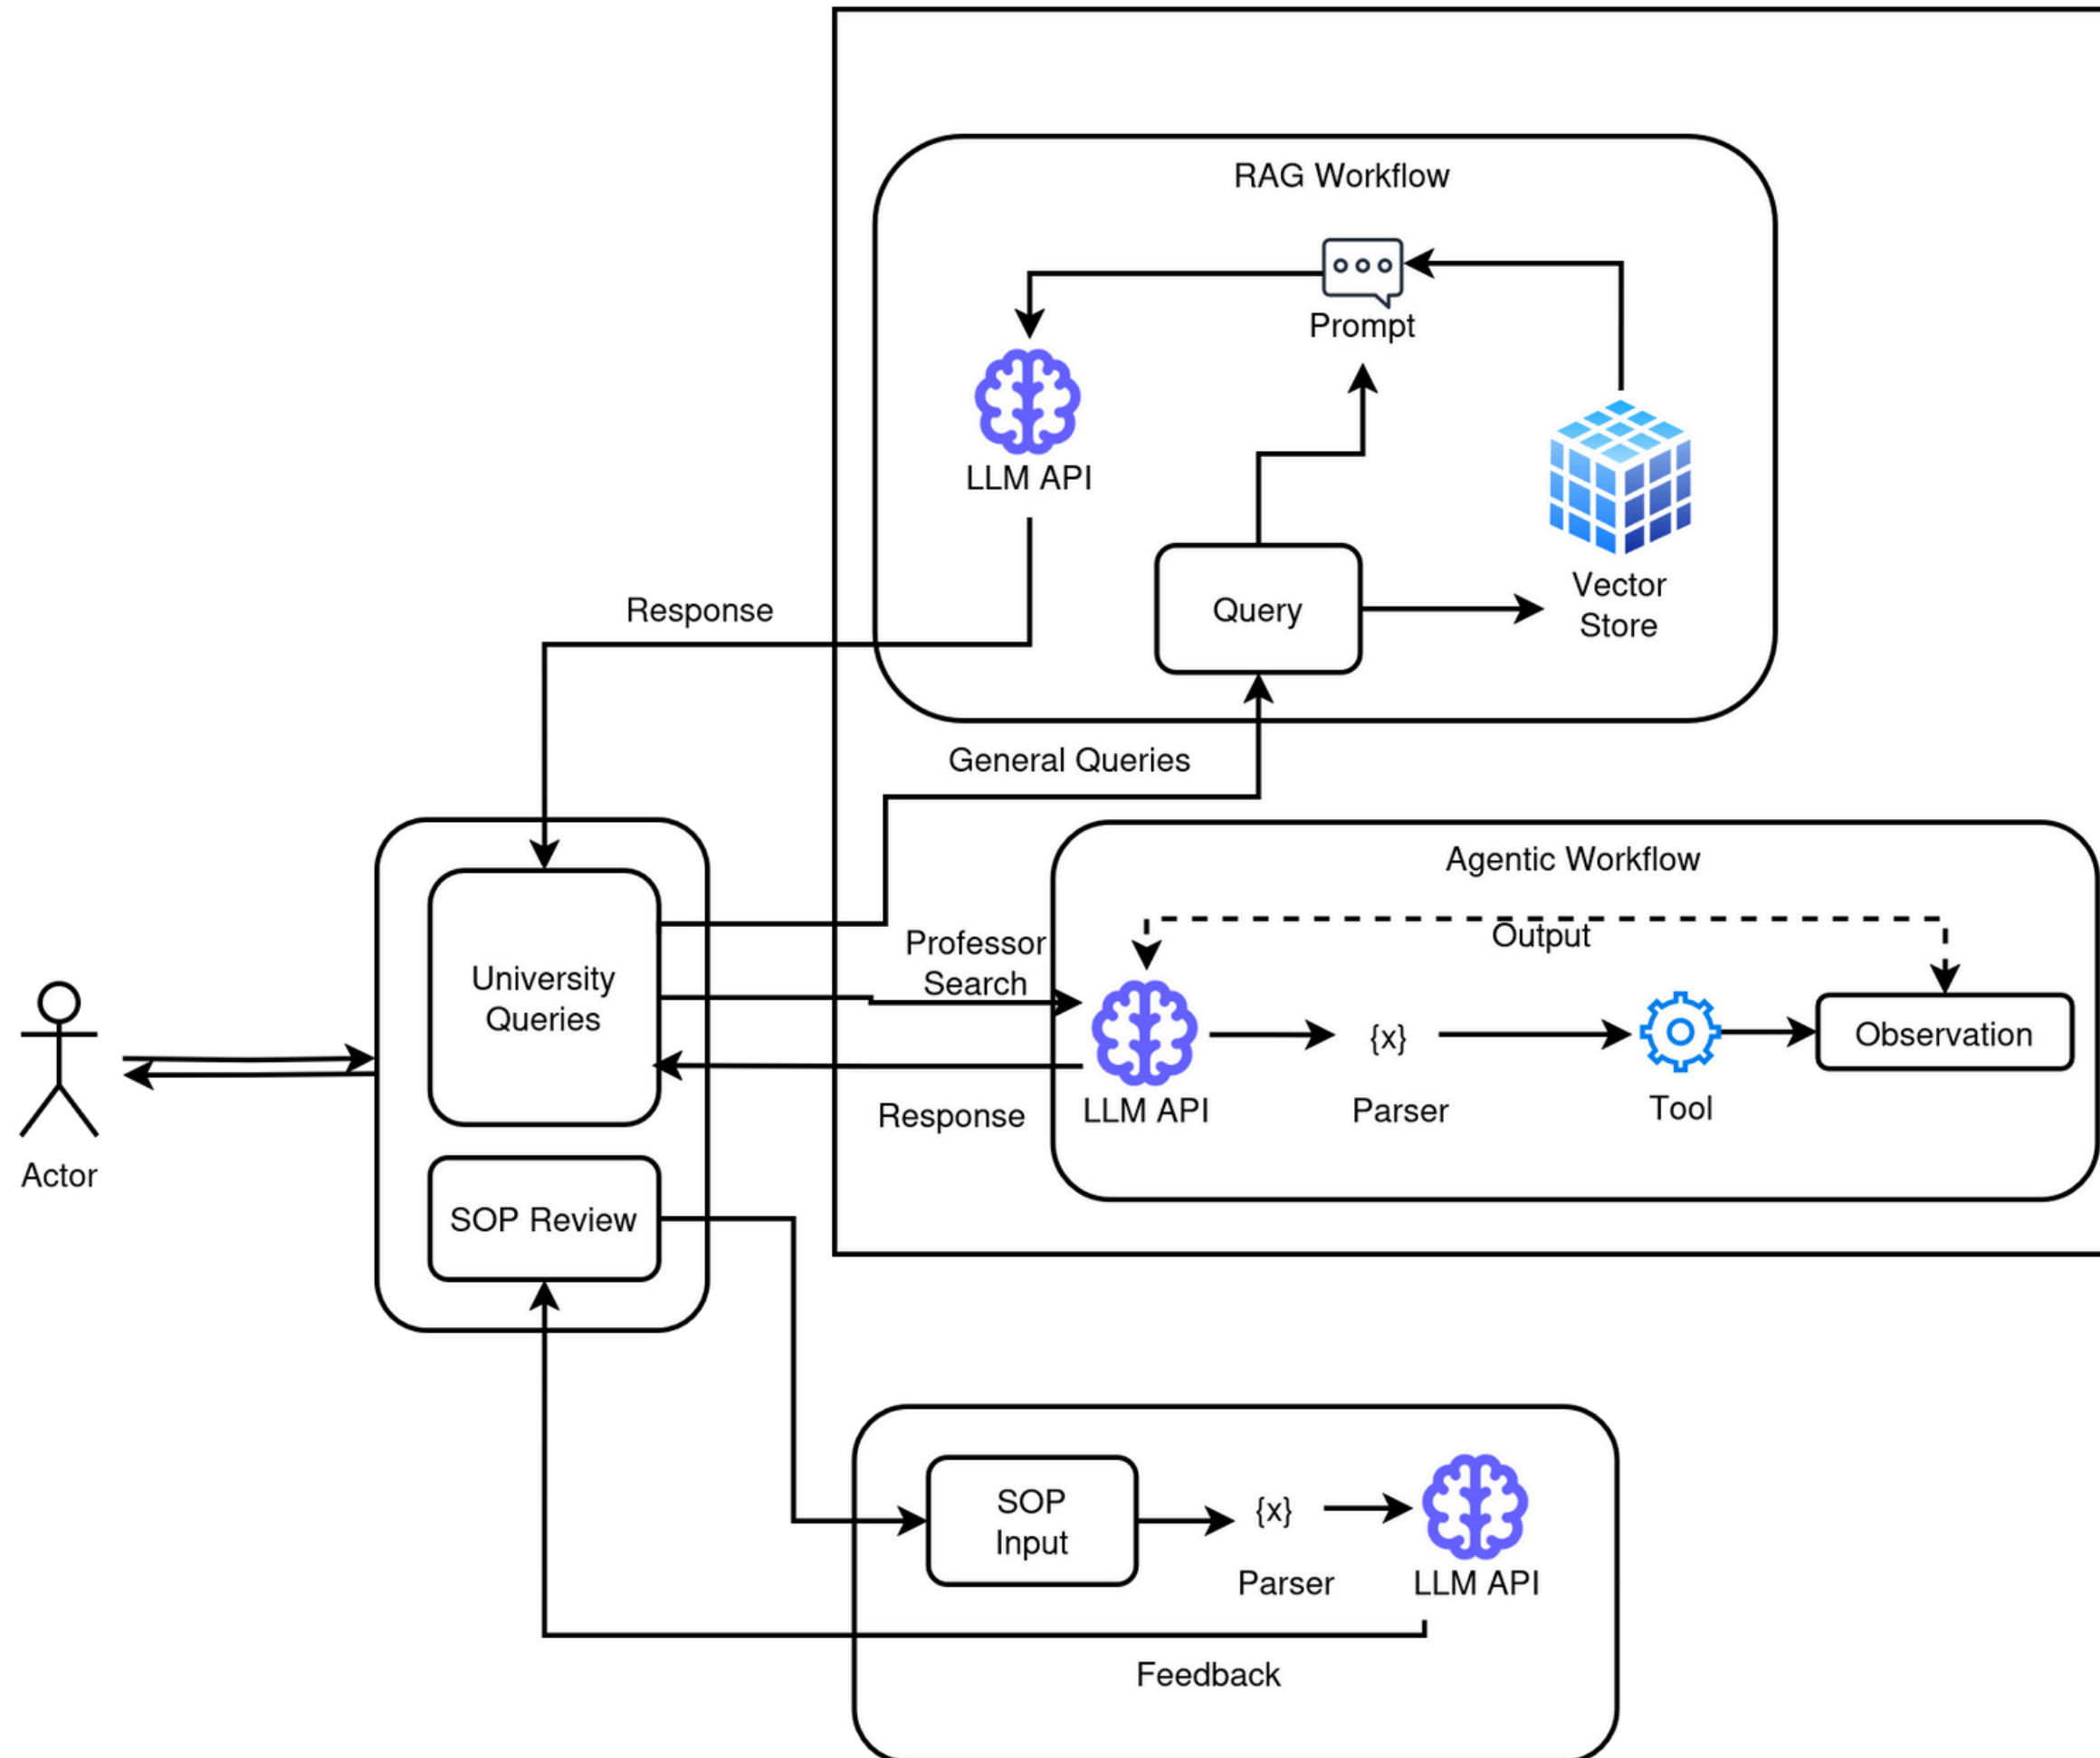 RAG Workflow
Prompt
LLM API
Vector
Store
Query
Response
General Queries
Agentic Workflow
Output
Professor
Search
University
Queries
{x}
Observation
LLM API
Parser
Tool
Response
Actor
SOP Review
SOP
Input
{x}
Parser
LLM API
Feedback